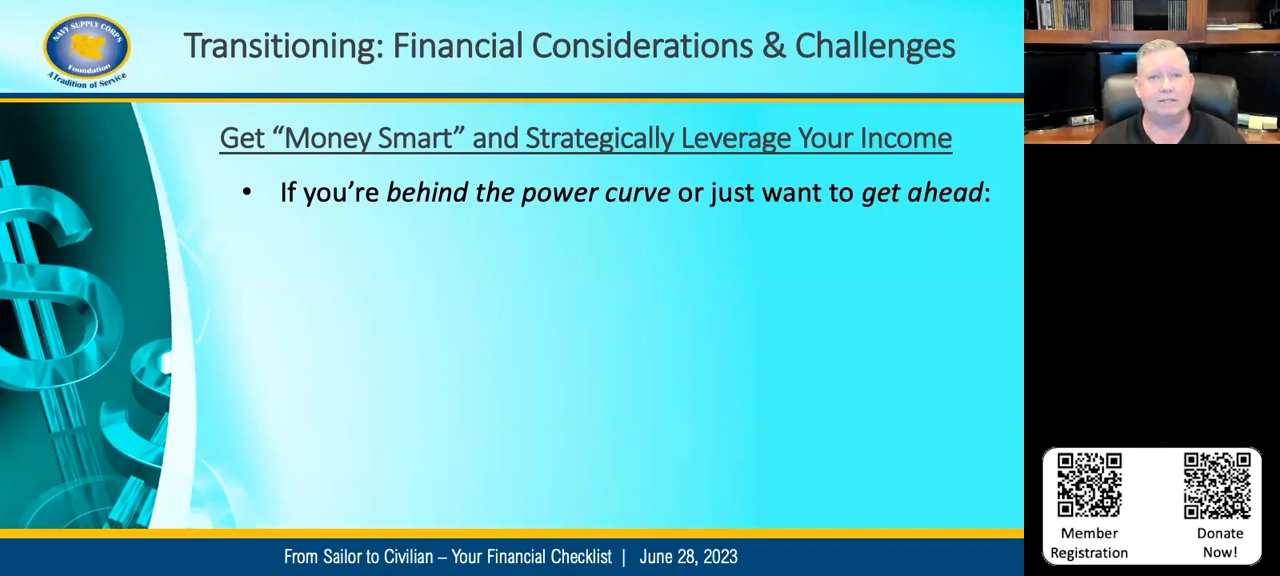 NAVY SUPPLY CORPS
Foundation
A Tradition of Service
Transitioning: Financial Considerations & Challenges
Get “Money Smart” and Strategically Leverage Your Income
• If you’re behind the power curve or just want to get ahead:
From Sailor to Civilian – Your Financial Checklist | June 28, 2023
Member
Registration
Donate
Now!